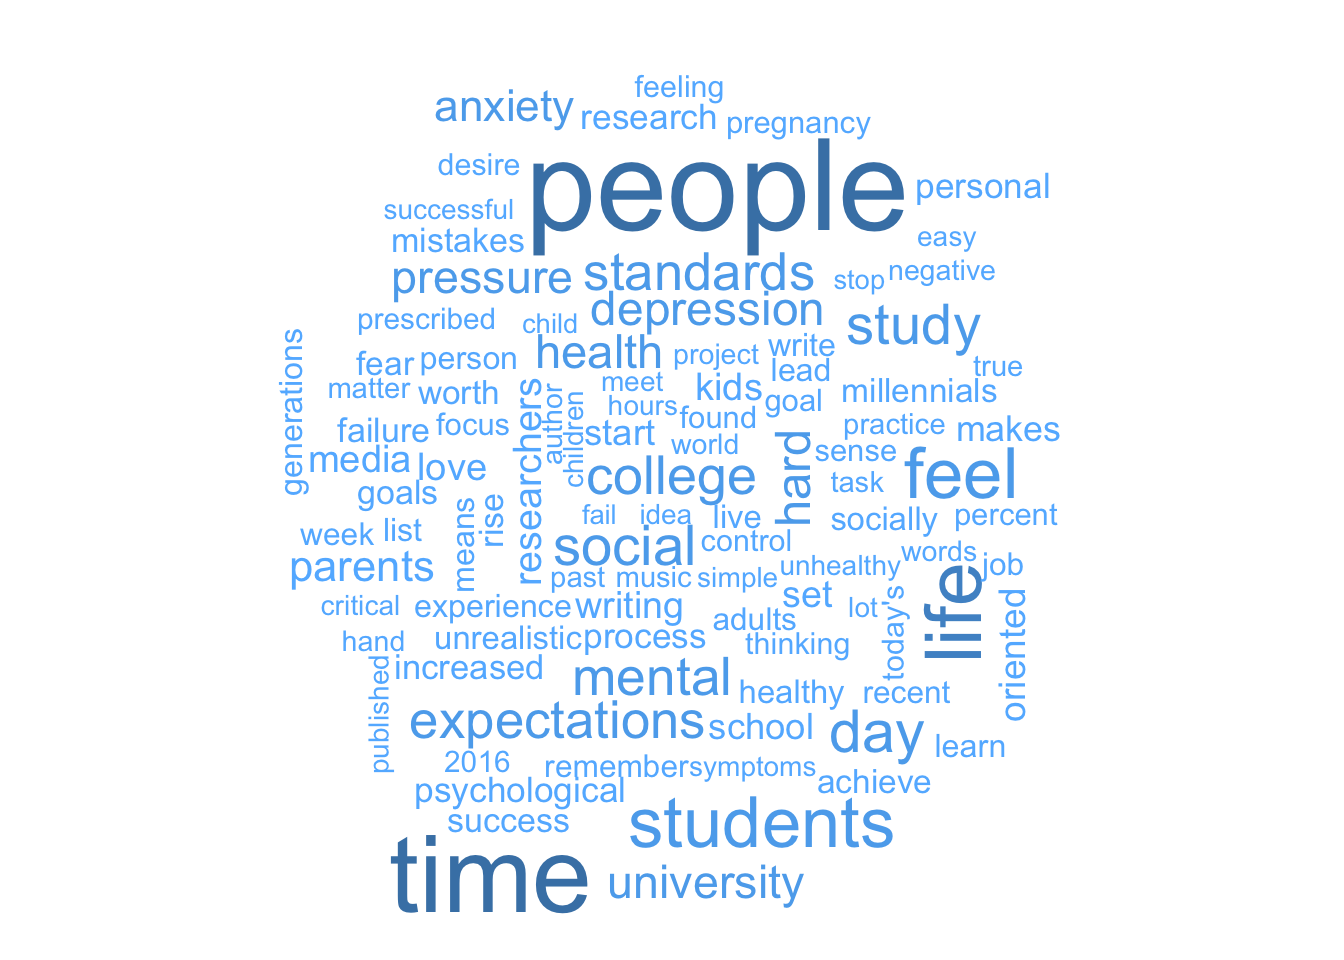 feeling
anxiety research pregnancy
desire people personal
successful
mistakes easy
pressure standards stop negative
prescribed child depression study
generations fear person health project write true
matter worth meet kids lead millennials
researchers author children hours goal
failure focus start found hard practice makes
media love world sense
goals college task feel
week list means rise fail idea live socially percent
parents social control words
past music simple unhealthy life job
critical experience writing set lot today's oriented
hand unrealistic process adults thinking
published increased mental healthy recent
expectations school day learn
2016 remember symptoms
psychological achieve
success students
time university